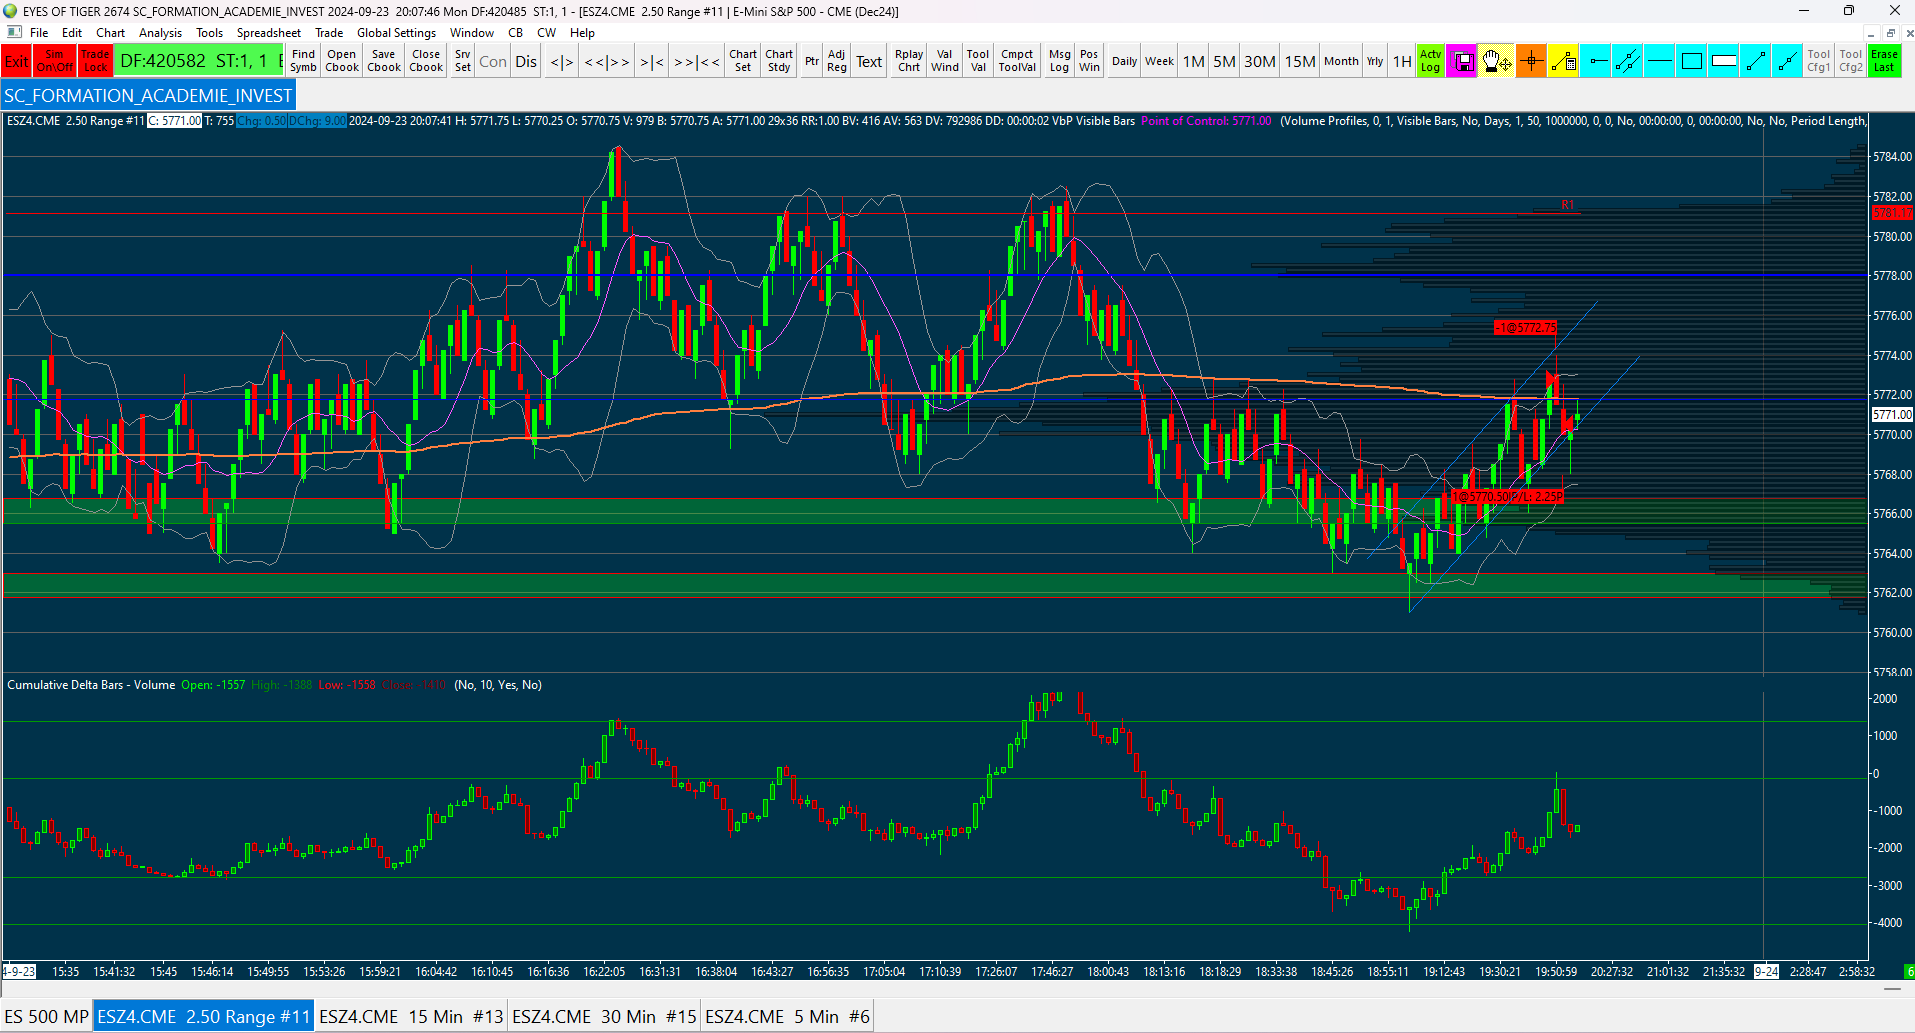 EYES OF TIGER 2674 SC_FORMATION_ACADEMIE_INVEST 2024-09-23  20:07:46 Mon DF:420485  ST:1, 1 - [ESZ4.CME  2.50 Range #11 | E-Mini S&P 500 - CME (Dec24)]
File Edit Chart Analysis Tools Spreadsheet Trade Global Settings Window CB CW Help
Exit Sim On\Off Trade Lock DF:420582  ST:1, 1 Find Symb Open Cbook Save Cbook Close Cbook Srv Set Con Dis <|> <<|>> >|< >>|<< Chart Set Chart Stdy Ptr Adj Reg Text Rplay Chrt Val Wind Tool Val Cmpct ToolVal Msg Log Pos Win Daily Week 1M 5M 30M 15M Month Yrly 1H Actv Log Tool Cfg1 Tool Cfg2 Erase Last
SC_FORMATION_ACADEMIE_INVEST
ESZ4.CME  2.50 Range #11 C: 5771.00 T: 755 Chg: 0.50 DChg: 9.00 2024-09-23 20:07:41 H: 5771.75 L: 5770.25 O: 5770.75 V: 979 B: 5770.75 A: 5771.00 29x36 RR:1.00 BV: 416 AV: 563 DV: 792986 DD: 00:00:02 VbP Visible Bars Point of Control: 5771.00 (Volume Profiles, 0, 1, Visible Bars, No, Days, 1, 50, 1000000, 0, 0, No, 00:00:00, 0, 00:00:00, No, No, Period Length,
5784.00
5782.00
R1
5781.17
5780.00
5778.00
5776.00
-1@5772.75
5774.00
5772.00
5771.00
5770.00
5768.00
1@5770.50 P/L: 2.25P
5766.00
5764.00
5762.00
5760.00
5758.00
Cumulative Delta Bars - Volume Open: -1557 High: -1388 Low: -1558 Close: -1410 (No, 10, Yes, No)
2000
1000
0
-1000
-2000
-3000
-4000
4-9-23 15:35 15:41:32 15:45 15:46:14 15:49:55 15:53:26 15:59:21 16:04:42 16:10:45 16:16:36 16:22:05 16:31:31 16:38:04 16:43:27 16:56:35 17:05:04 17:10:39 17:26:07 17:46:27 18:00:43 18:13:16 18:18:29 18:33:38 18:45:26 18:55:11 19:12:43 19:30:21 19:50:59 20:27:32 21:01:32 21:35:32 9-24 2:28:47 2:58:32 6
ES 500 MP ESZ4.CME  2.50 Range #11 ESZ4.CME  15 Min  #13 ESZ4.CME  30 Min  #15 ESZ4.CME  5 Min  #6